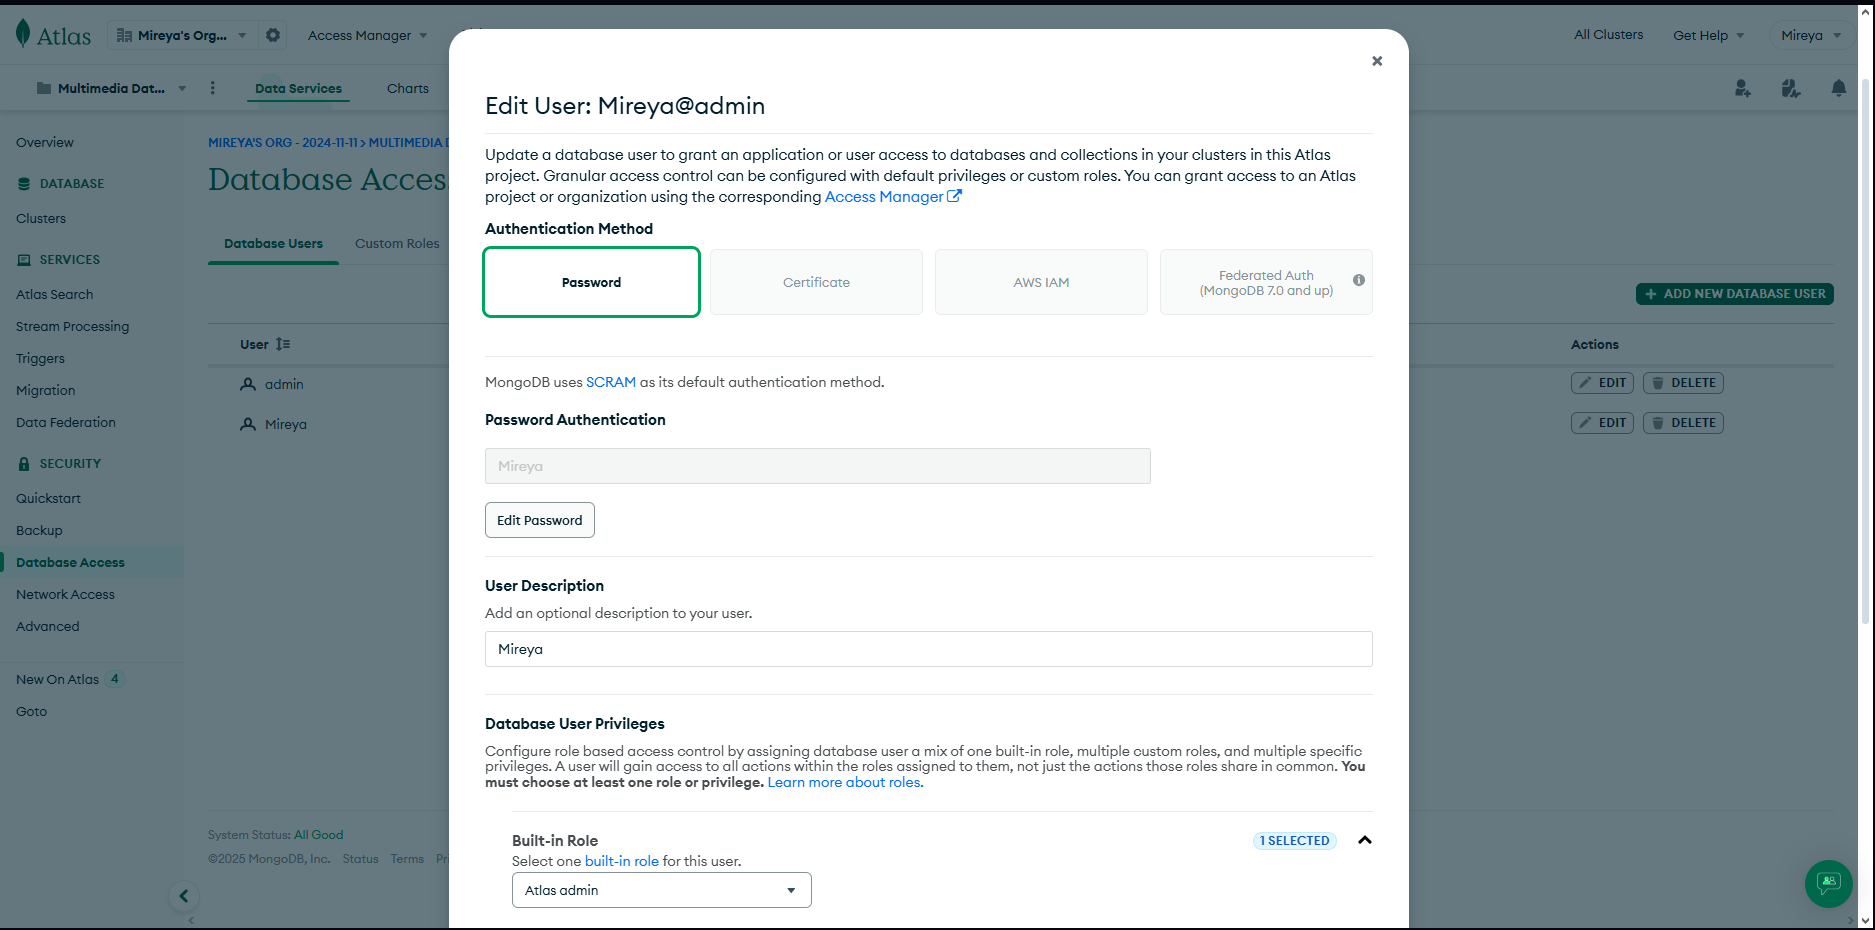 Atlas
Mireya's Org...
Access Manager
All Clusters
Get Help
Mireya
Multimedia Dat...
Data Services
Charts
Overview
DATABASE
Clusters
SERVICES
Atlas Search
Stream Processing
Triggers
Migration
Data Federation
SECURITY
Quickstart
Backup
Database Access
Network Access
Advanced
New On Atlas 4
Goto
MIREYA'S ORG - 2024-11-11 > MULTIMEDIA
Database Acces
Database Users
Custom Roles
+ ADD NEW DATABASE USER
User
Actions
admin
EDIT
DELETE
Mireya
EDIT
DELETE
System Status: All Good
©2025 MongoDB, Inc.
Status
Terms
Edit User: Mireya@admin
Update a database user to grant an application or user access to databases and collections in your clusters in this Atlas
project. Granular access control can be configured with default privileges or custom roles. You can grant access to an Atlas
project or organization using the corresponding Access Manager
Authentication Method
Password
Certificate
AWS IAM
Federated Auth
(MongoDB 7.0 and up)
MongoDB uses SCRAM as its default authentication method.
Password Authentication
Mireya
Edit Password
User Description
Add an optional description to your user.
Mireya
Database User Privileges
Configure role based access control by assigning database user a mix of one built-in role, multiple custom roles, and multiple specific
privileges. A user will gain access to all actions within the roles assigned to them, not just the actions those roles share in common. You
must choose at least one role or privilege. Learn more about roles.
Built-in Role
1 SELECTED
Select one built-in role for this user.
Atlas admin